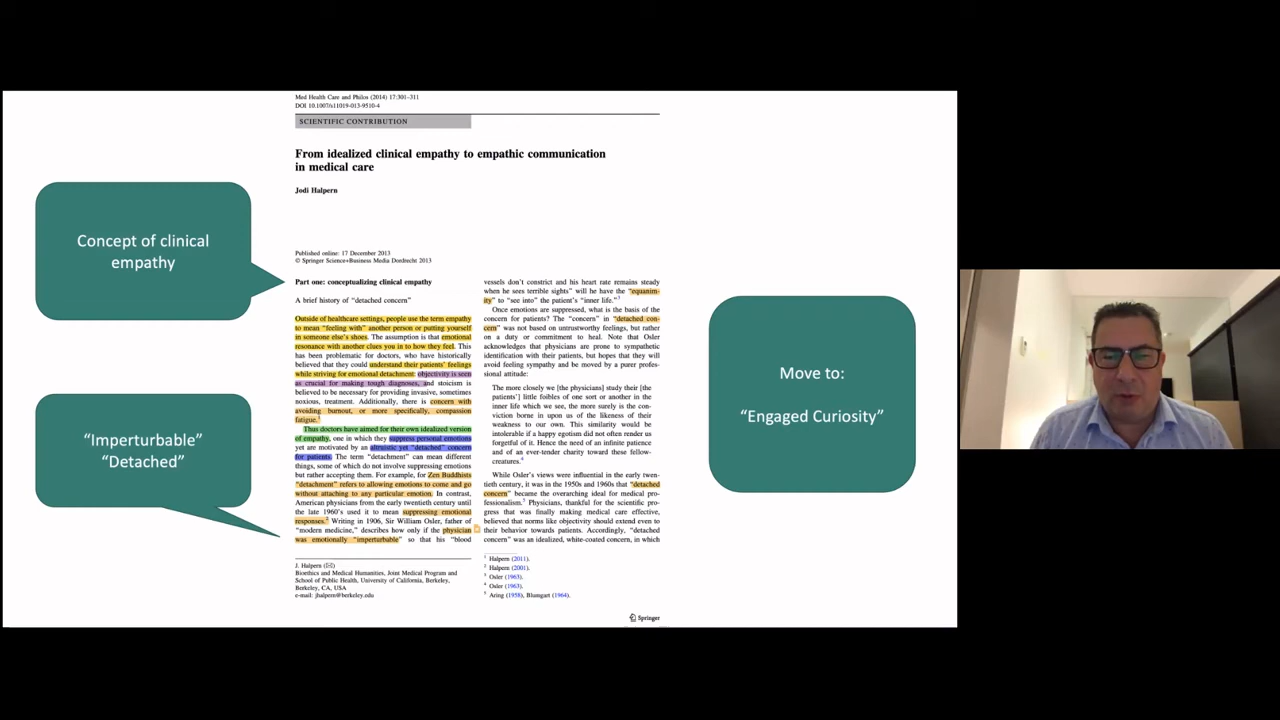 Concept of clinical
empathy
“Imperturbable”
“Detached”
Med Health Care and Philos (2014) 17:301–311
DOI 10.1007/s11019-013-9510-4
SCIENTIFIC CONTRIBUTION
From idealized clinical empathy to empathic communication
in medical care
Jodi Halpern
Published online: 17 December 2013
© Springer Science+Business Media Dordrecht 2013
Part one: conceptualizing clinical empathy
A brief history of “detached concern”
Outside of healthcare settings, people use the term empathy
to mean “feeling with” another person or putting yourself
in someone else’s shoes. The assumption is that emotional
resonance with another clues you in to how they feel. This
has been problematic for doctors, who have historically
believed that they could understand their patients’ feelings
while striving for emotional detachment: objectivity is seen
as crucial for making tough diagnoses, and stoicism is
believed to be necessary for providing invasive, sometimes
noxious, treatment. Additionally, there is concern with
avoiding burnout, or more specifically, compassion
fatigue.1
Thus doctors have aimed for their own idealized version
of empathy, one in which they suppress personal emotions
yet are motivated by an altruistic yet “detached” concern
for patients. The term “detachment” can mean different
things, some of which do not involve suppressing emotions
but rather accepting them. For example, for Zen Buddhists
“detachment” refers to allowing emotions to come and go
without attaching to any particular emotion. In contrast,
American physicians from the early twentieth century until
the late 1960’s used it to mean suppressing emotional
responses.2 Writing in 1906, Sir William Osler, father of
“modern medicine,” describes how only if the physician
was emotionally “imperturbable” so that his “blood
J. Halpern (✉)
Bioethics and Medical Humanities, Joint Medical Program and
School of Public Health, University of California, Berkeley,
Berkeley, CA, USA
e-mail: jhalpern@berkeley.edu
vessels don’t constrict and his heart rate remains steady
when he sees terrible sights” will he have the “equanim-
ity” to “see into” the patient’s “inner life.”3
Once emotions are suppressed, what is the basis of the
concern for patients? The “concern” in “detached con-
cern” was not based on untrustworthy feelings, but rather
on a duty or commitment to heal. Note that Osler
acknowledges that physicians are prone to sympathetic
identification with their patients, but hopes that they will
avoid feeling sympathy and be moved by a purer profes-
sional attitude:
The more closely we [the physicians] study their [the
patients’] little foibles of one sort or another in the
inner life which we see, the more surely is the con-
viction borne in upon us of the likeness of their
weakness to our own. This similarity would be
intolerable if a happy egotism did not often render us
forgetful of it. Hence the need of an infinite patience
and of an ever-tender charity toward these fellow-
creatures.4
While Osler’s views were influential in the early twen-
tieth century, it was in the 1950s and 1960s that “detached
concern” became the overarching ideal for medical pro-
fessionalism.5 Physicians, thankful for the scientific pro-
gress that was finally making medical care effective,
believed that norms like objectivity should extend even to
their behavior towards patients. Accordingly, “detached
concern” was an idealized, white-coated concern, in which
1 Halpern (2011).
2 Halpern (2001).
3 Osler (1963).
4 Osler (1963).
5 Aring (1958), Blumgart (1964).
Springer
Move to:
“Engaged Curiosity”